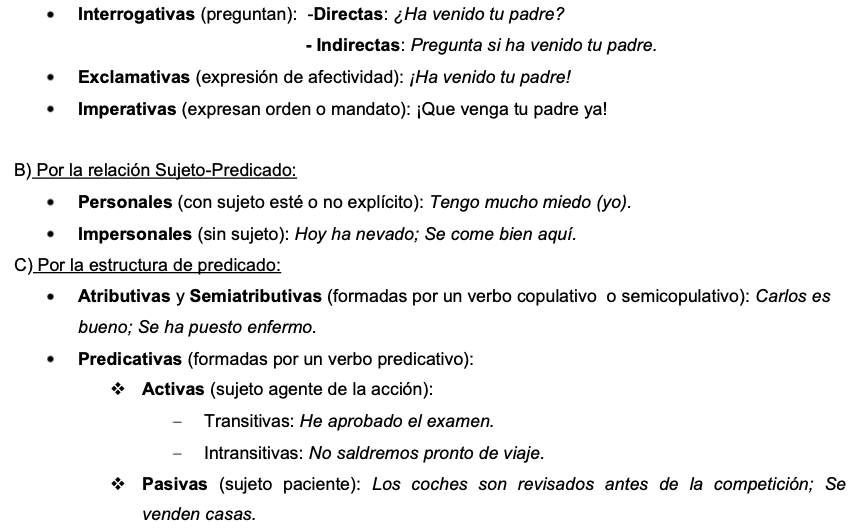 • Interrogativas (preguntan): -Directas: ¿Ha venido tu padre?
- Indirectas: Pregunta si ha venido tu padre.
• Exclamativas (expresión de afectividad): ¡Ha venido tu padre!
• Imperativas (expresan orden o mandato): ¡Que venga tu padre ya!
B) Por la relación Sujeto-Predicado:
• Personales (con sujeto esté o no explícito): Tengo mucho miedo (yo).
• Impersonales (sin sujeto): Hoy ha nevado; Se come bien aquí.
C) Por la estructura de predicado:
• Atributivas y Semiatributivas (formadas por un verbo copulativo o semicopulativo): Carlos es
bueno; Se ha puesto enfermo.
• Predicativas (formadas por un verbo predicativo):
❖ Activas (sujeto agente de la acción):
− Transitivas: He aprobado el examen.
− Intransitivas: No saldremos pronto de viaje.
❖ Pasivas (sujeto paciente): Los coches son revisados antes de la competición; Se
venden casas.